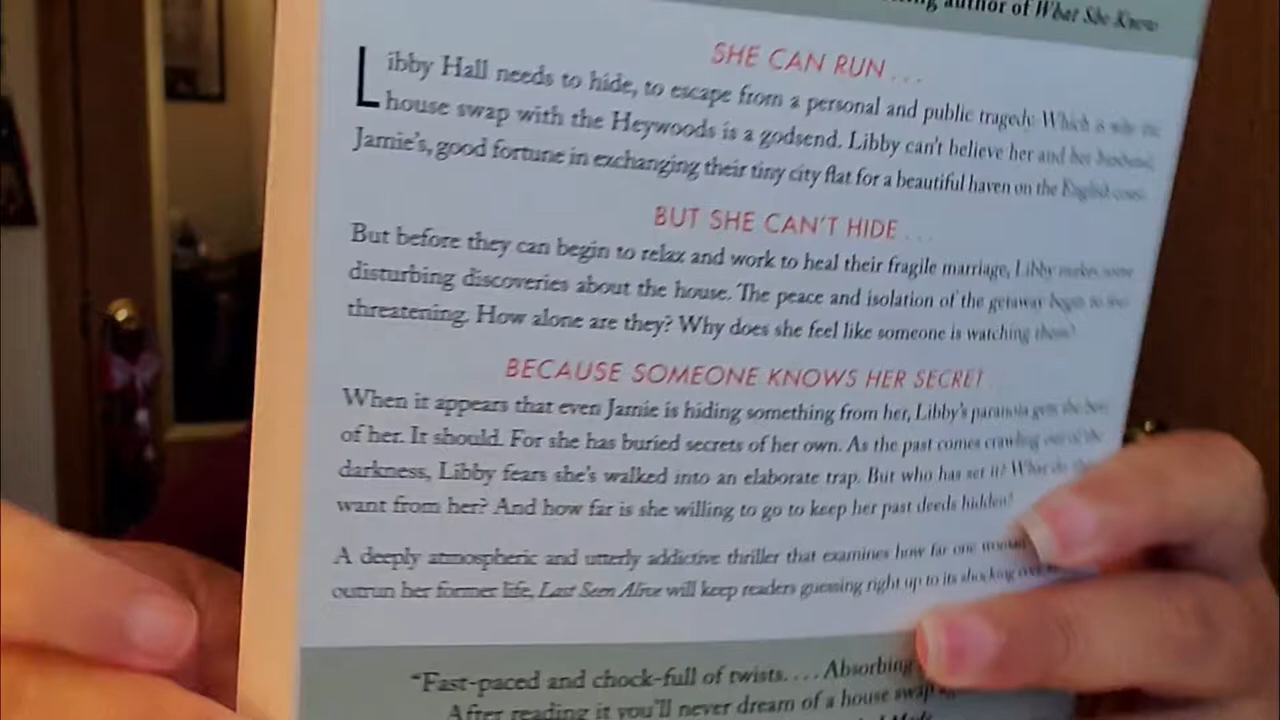 author of What She Know
SHE CAN RUN . . .
Libby Hall needs to hide, to escape from a personal and public tragedy. Which is why the
house swap with the Heywoods is a godsend. Libby can't believe her and her husband,
Jamie's, good fortune in exchanging their tiny city flat for a beautiful haven on the English coast.
BUT SHE CAN'T HIDE . . .
But before they can begin to relax and work to heal their fragile marriage, Libby makes some
disturbing discoveries about the house. The peace and isolation of the getaway begin to feel
threatening. How alone are they? Why does she feel like someone is watching them?
BECAUSE SOMEONE KNOWS HER SECRET
When it appears that even Jamie is hiding something from her, Libby's paranoia gets the best
of her. It should. For she has buried secrets of her own. As the past comes crawling out of the
darkness, Libby fears she's walked into an elaborate trap. But who has set it? What do they
want from her? And how far is she willing to go to keep her past deeds hidden?
A deeply atmospheric and utterly addictive thriller that examines how far one woman
outrun her former life, Last Seen Alive will keep readers guessing right up to its shocking
"Fast-paced and chock-full of twists. . . . Absorbing
After reading it you'll never dream of a house swap